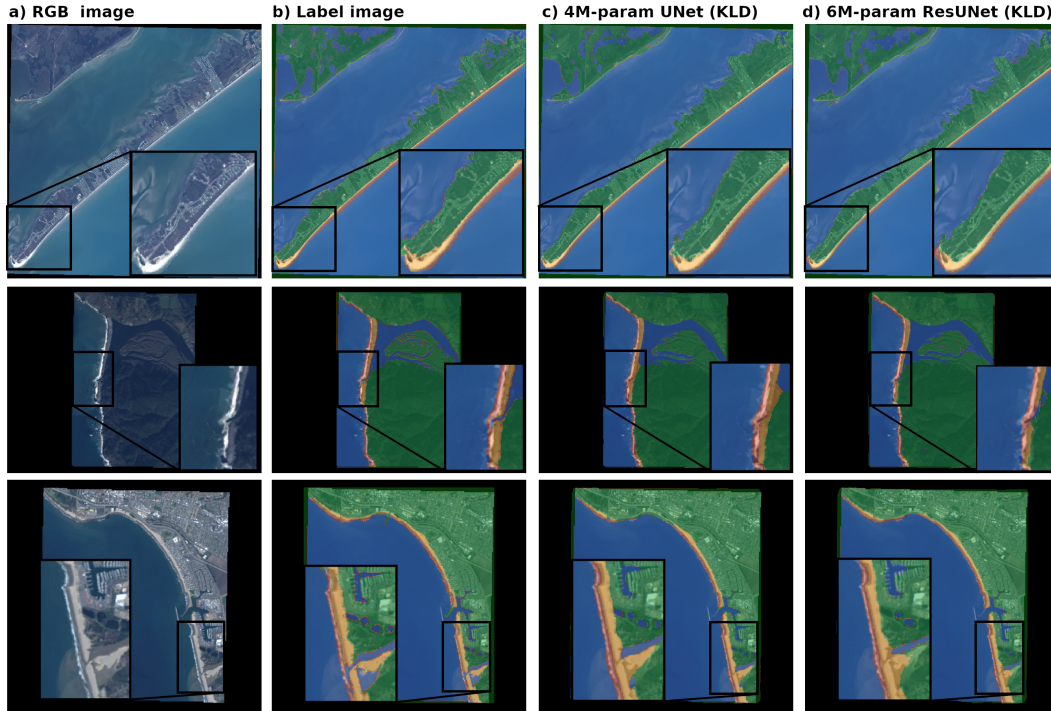 a) RGB image
b) Label image
c) 4M-param UNet (KLD)
d) 6M-param ResUNet (KLD)